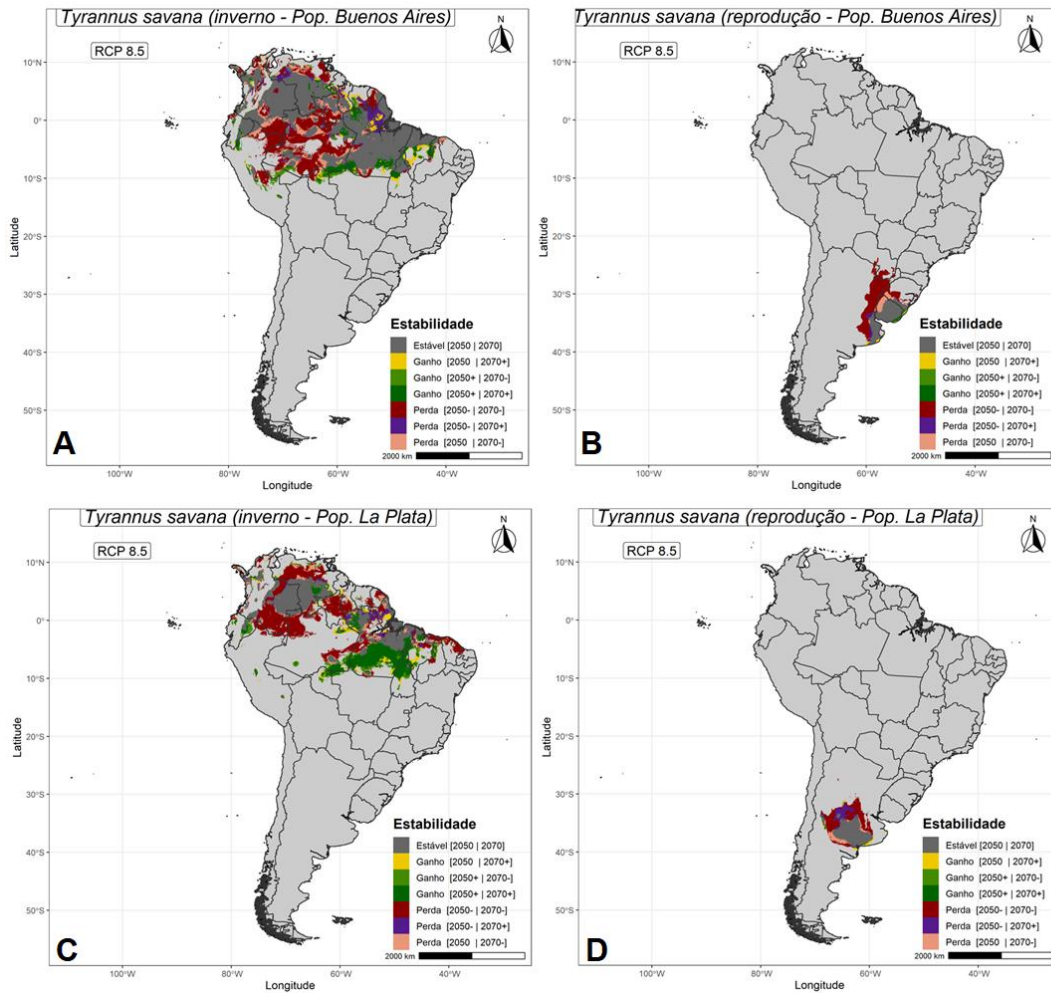 Tyrannus savana (inverno - Pop. Buenos Aires)
RCP 8.5
N
10°N
0°
10°S
20°S
30°S
40°S
50°S
Latitude
Estabilidade
Estável [2050 | 2070]
Ganho [2050 | 2070+]
Ganho [2050+ | 2070-]
Ganho [2050+ | 2070+]
Perda [2050- | 2070-]
Perda [2050- | 2070+]
Perda [2050 | 2070-]
2000 km
A
100°W 80°W 60°W 40°W
Longitude
Tyrannus savana (reprodução - Pop. Buenos Aires)
RCP 8.5
N
10°N
0°
10°S
20°S
30°S
40°S
50°S
Latitude
Estabilidade
Estável [2050 | 2070]
Ganho [2050 | 2070+]
Ganho [2050+ | 2070-]
Ganho [2050+ | 2070+]
Perda [2050- | 2070-]
Perda [2050- | 2070+]
Perda [2050 | 2070-]
2000 km
B
100°W 80°W 60°W 40°W
Longitude
Tyrannus savana (inverno - Pop. La Plata)
RCP 8.5
N
10°N
0°
10°S
20°S
30°S
40°S
50°S
Latitude
Estabilidade
Estável [2050 | 2070]
Ganho [2050 | 2070+]
Ganho [2050+ | 2070-]
Ganho [2050+ | 2070+]
Perda [2050- | 2070-]
Perda [2050- | 2070+]
Perda [2050 | 2070-]
2000 km
C
100°W 80°W 60°W 40°W
Longitude
Tyrannus savana (reprodução - Pop. La Plata)
RCP 8.5
N
10°N
0°
10°S
20°S
30°S
40°S
50°S
Latitude
Estabilidade
Estável [2050 | 2070]
Ganho [2050 | 2070+]
Ganho [2050+ | 2070-]
Ganho [2050+ | 2070+]
Perda [2050- | 2070-]
Perda [2050- | 2070+]
Perda [2050 | 2070-]
2000 km
D
100°W 80°W 60°W 40°W
Longitude